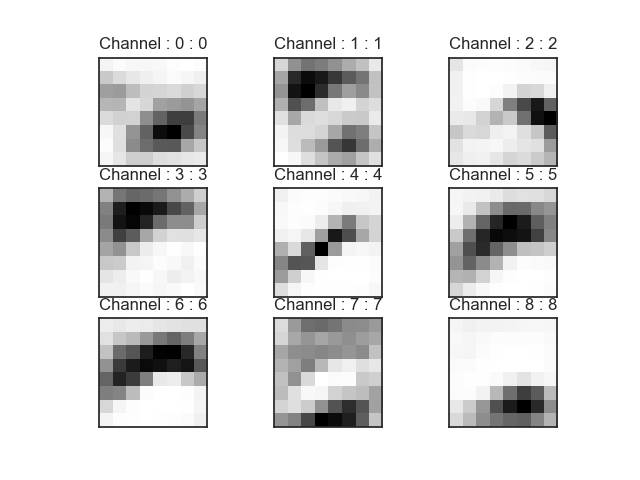 Channel : 0 : 0
Channel : 1 : 1
Channel : 2 : 2
Channel : 3 : 3
Channel : 4 : 4
Channel : 5 : 5
Channel : 6 : 6
Channel : 7 : 7
Channel : 8 : 8